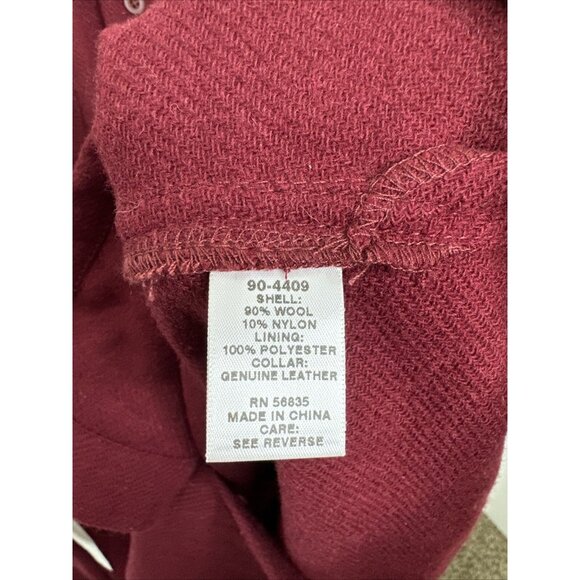 90-4409
SHELL:
90% WOOL
10% NYLON
LINING:
100% POLYESTER
COLLAR:
GENUINE LEATHER
RN 56835
MADE IN CHINA
CARE:
SEE REVERSE